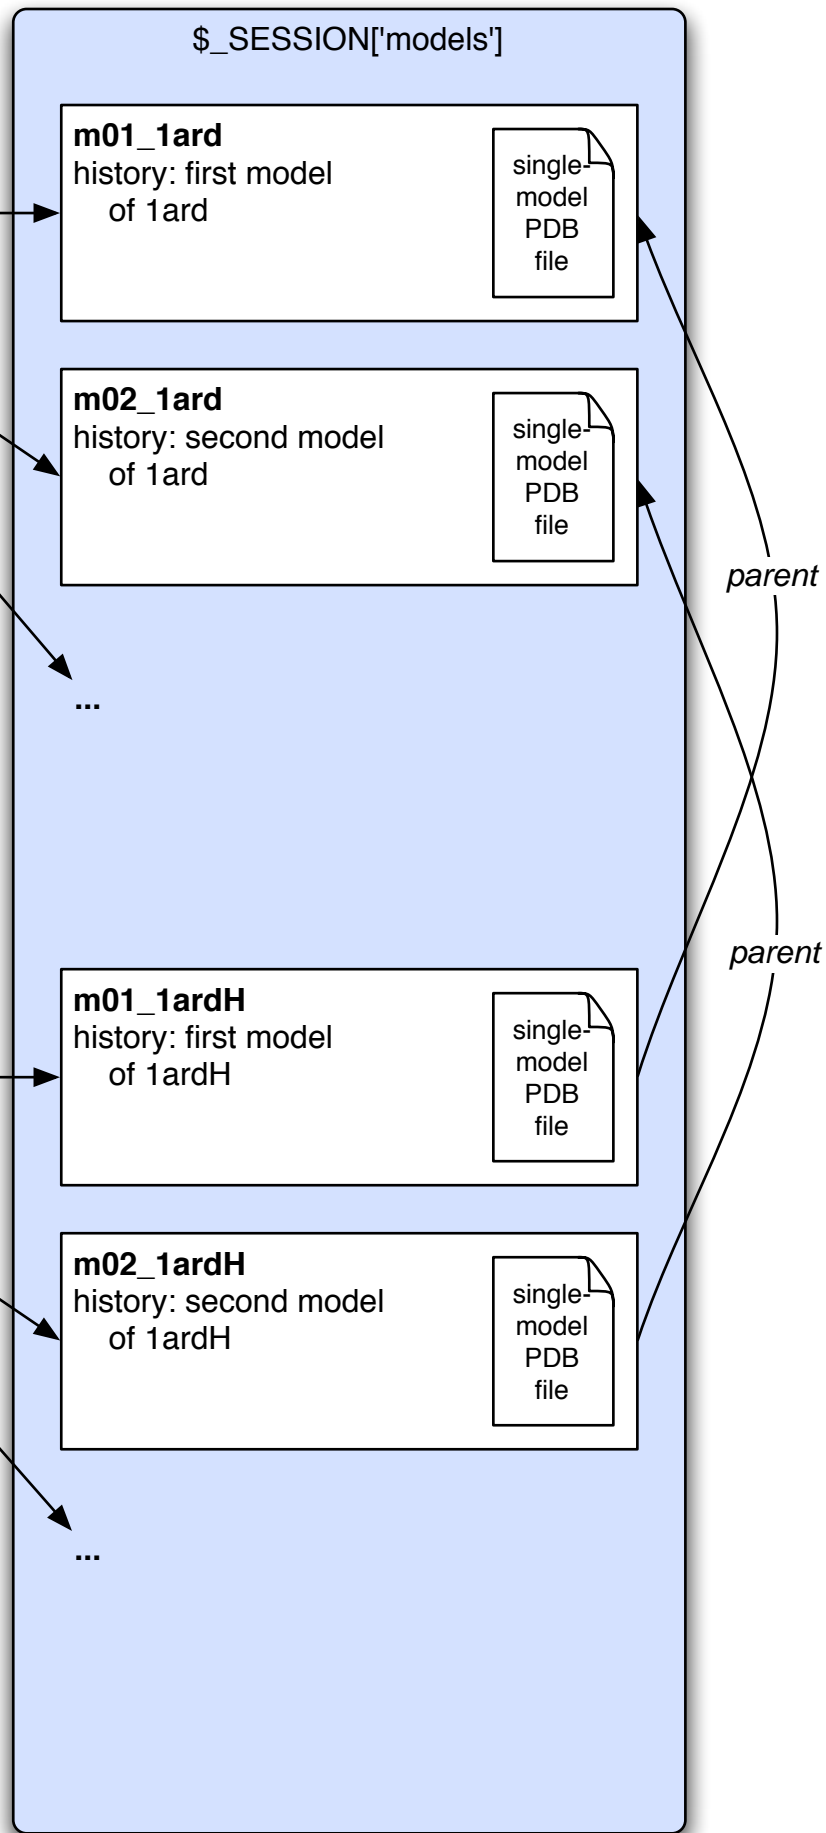 $_SESSION['models']
m01_1ard
history: first model
of 1ard
single-
model
PDB
file
m02_1ard
history: second model
of 1ard
single-
model
PDB
file
parent
...
parent
m01_1ardH
history: first model
of 1ardH
single-
model
PDB
file
m02_1ardH
history: second model
of 1ardH
single-
model
PDB
file
...